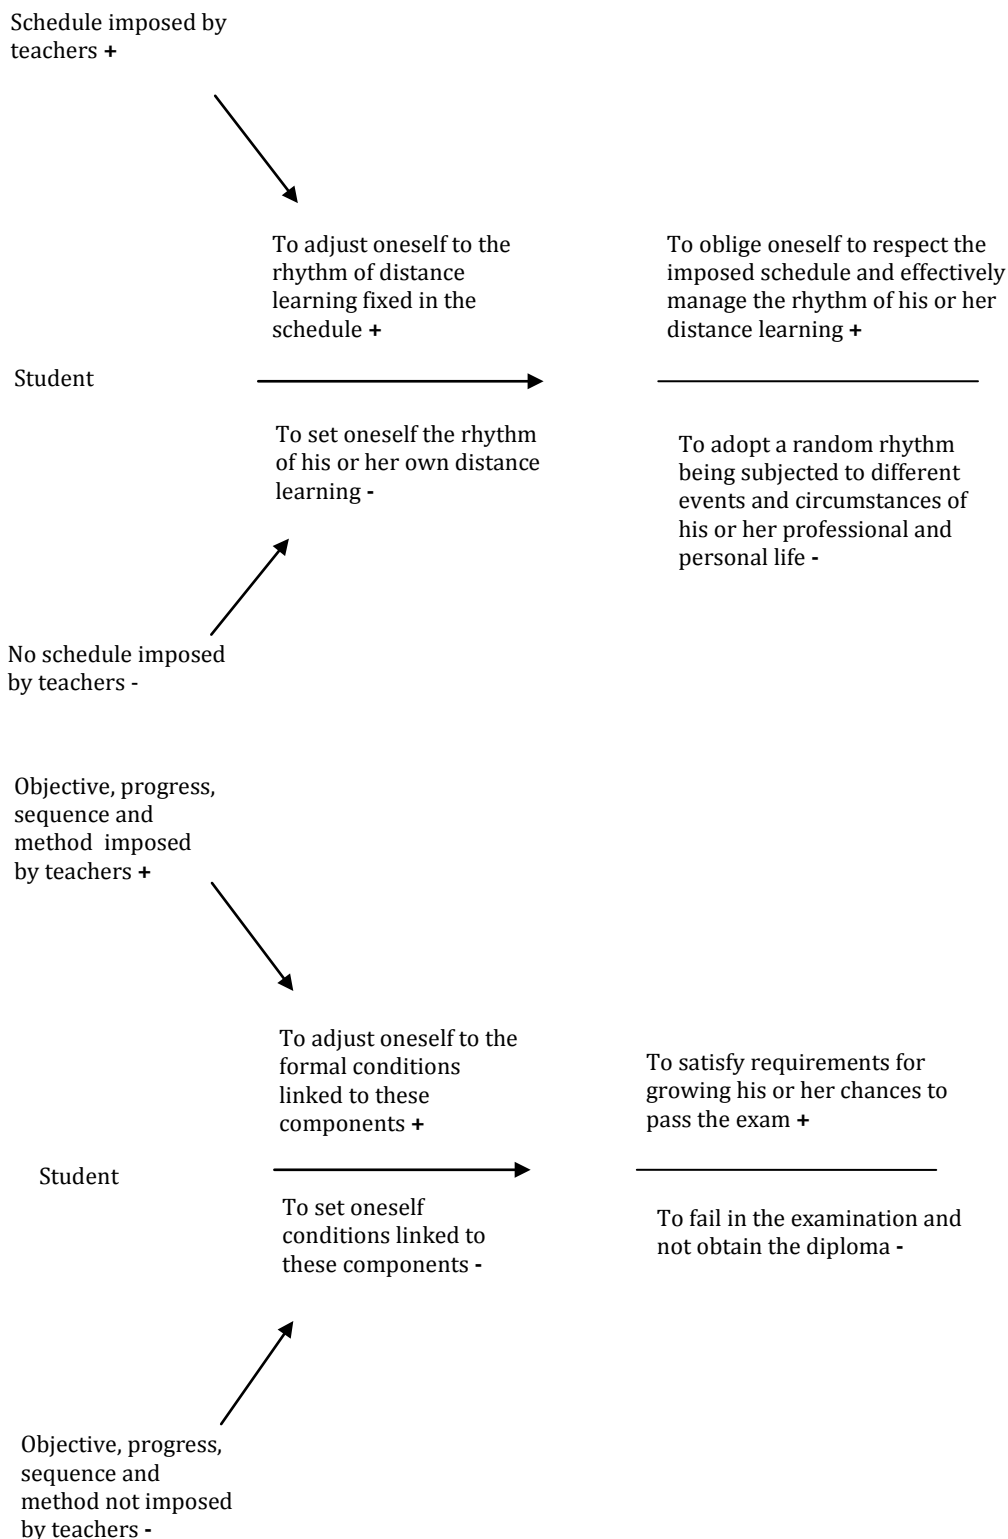 Schedule imposed by
teachers +
To adjust oneself to the
rhythm of distance
learning fixed in the
schedule +
To oblige oneself to respect the
imposed schedule and effectively
manage the rhythm of his or her
distance learning +
Student
To set oneself the rhythm
of his or her own distance
learning -
To adopt a random rhythm
being subjected to different
events and circumstances of
his or her professional and
personal life -
No schedule imposed
by teachers -
Objective, progress,
sequence and
method  imposed
by teachers +
To adjust oneself to the
formal conditions
linked to these
components +
To satisfy requirements for
growing his or her chances to
pass the exam +
Student
To set oneself
conditions linked to
these components -
To fail in the examination and
not obtain the diploma -
Objective, progress,
sequence and
method not imposed
by teachers -